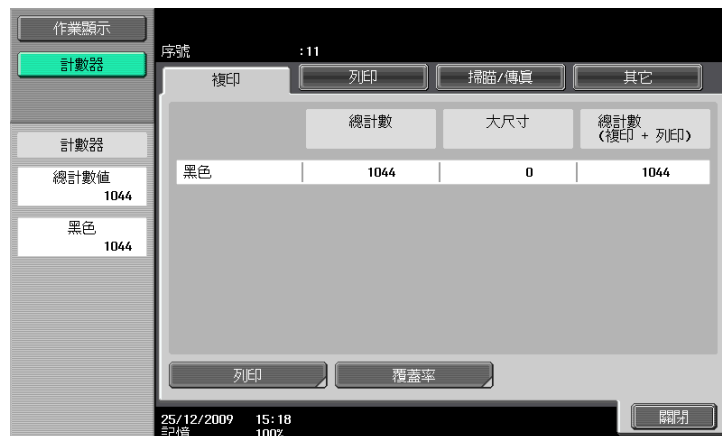 作業顯示
計數器
序號 :11
複印 列印 掃瞄/傳真 其它
計數器
總計數值
1044
黑色
1044
總計數 大尺寸 總計數
(複印 + 列印)
黑色 1044 0 1044
列印 覆蓋率
關閉
25/12/2009 15:18
記憶 100%